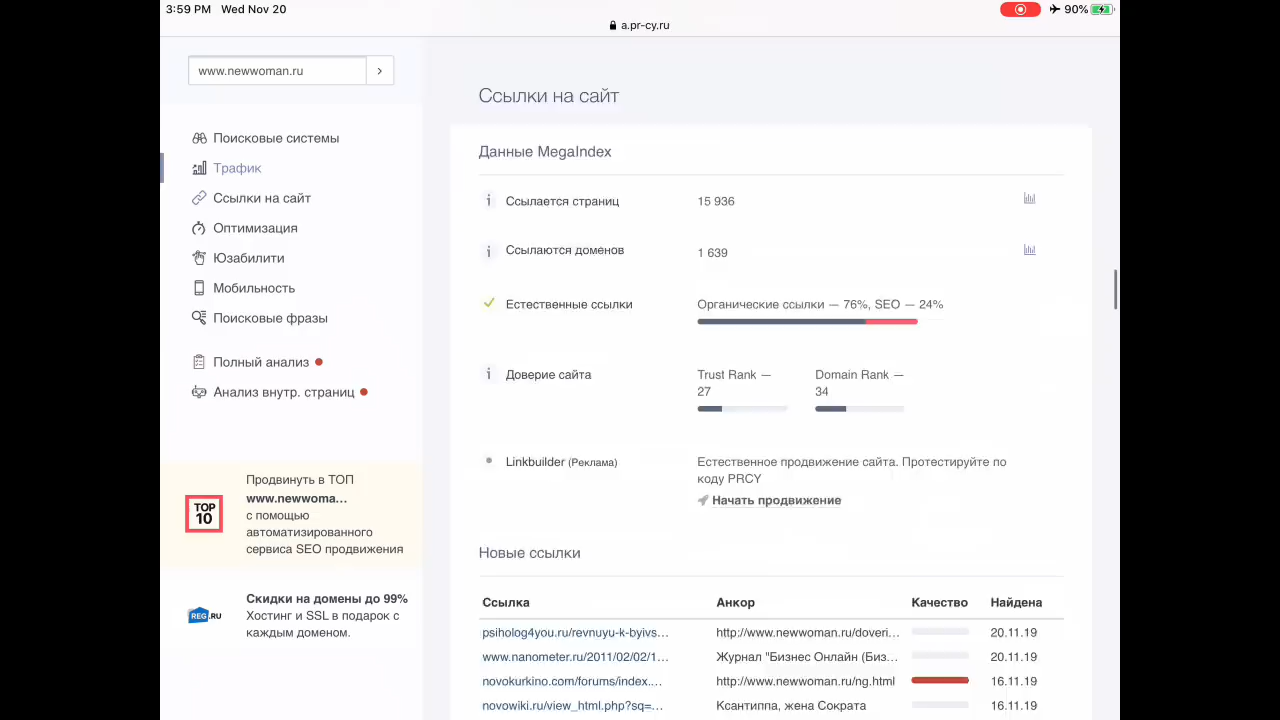 3:59 PM Wed Nov 20
90%
a.pr-cy.ru
www.newwoman.ru
Поисковые системы
Трафик
Ссылки на сайт
Оптимизация
Юзабилити
Мобильность
Поисковые фразы
Полный анализ
Анализ внутр. страниц
TOP
10
Продвинуть в ТОП
www.newwoma...
с помощью
автоматизированного
сервиса SEO продвижения
REG.RU
Скидки на домены до 99%
Хостинг и SSL в подарок с
каждым доменом.
Ссылки на сайт
Данные MegaIndex
Ссылается страниц 15 936
Ссылаются доменов 1 639
Естественные ссылки Органические ссылки — 76%, SEO — 24%
Доверие сайта Trust Rank — Domain Rank —
27 34
Linkbuilder (Реклама) Естественное продвижение сайта. Протестируйте по
коду PRCY
Начать продвижение
Новые ссылки
Ссылка Анкор Качество Найдена
psiholog4you.ru/revnuyu-k-byivs... http://www.newwoman.ru/doveri... 20.11.19
www.nanometer.ru/2011/02/02/1... Журнал "Бизнес Онлайн (Биз... 20.11.19
novokurkino.com/forums/index.... http://www.newwoman.ru/ng.html 16.11.19
novowiki.ru/view_html.php?sq=... Ксантиппа, жена Сократа 16.11.19